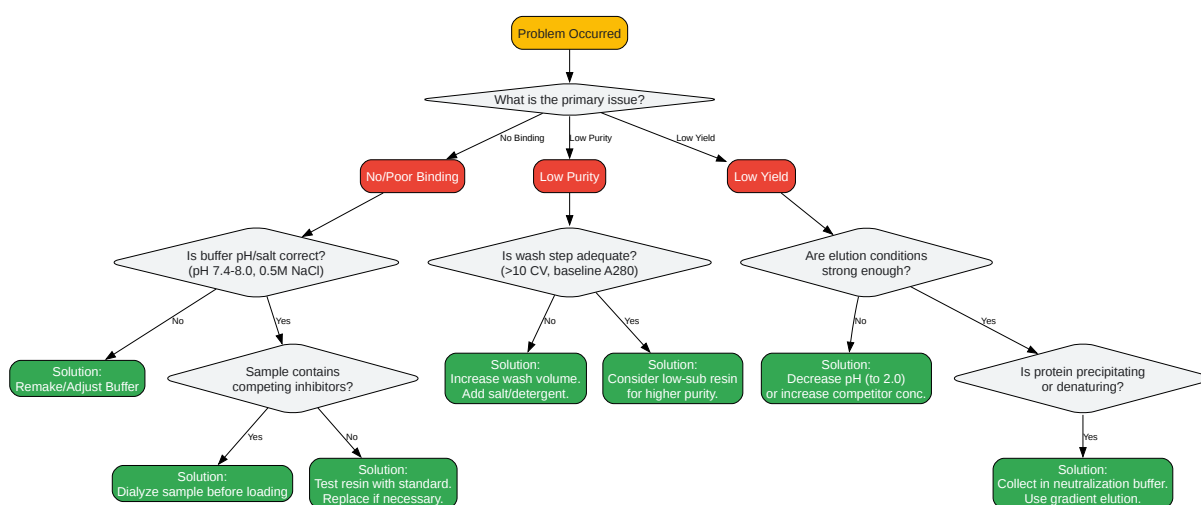 Problem Occurred
What is the primary issue?
No Binding
Low Purity
Low Yield
No/Poor Binding
Low Purity
Low Yield
Is buffer pH/salt correct?
(pH 7.4-8.0, 0.5M NaCl)
Is wash step adequate?
(>10 CV, baseline A280)
Are elution conditions
strong enough?
No
Yes
No
Yes
No
Yes
Solution:
Remake/Adjust Buffer
Sample contains
competing inhibitors?
Solution:
Increase wash volume.
Add salt/detergent.
Solution:
Consider low-sub resin
for higher purity.
Solution:
Decrease pH (to 2.0)
or increase competitor conc.
Is protein precipitating
or denaturing?
Yes
No
Yes
Solution:
Dialyze sample before loading
Solution:
Test resin with standard.
Replace if necessary.
Solution:
Collect in neutralization buffer.
Use gradient elution.